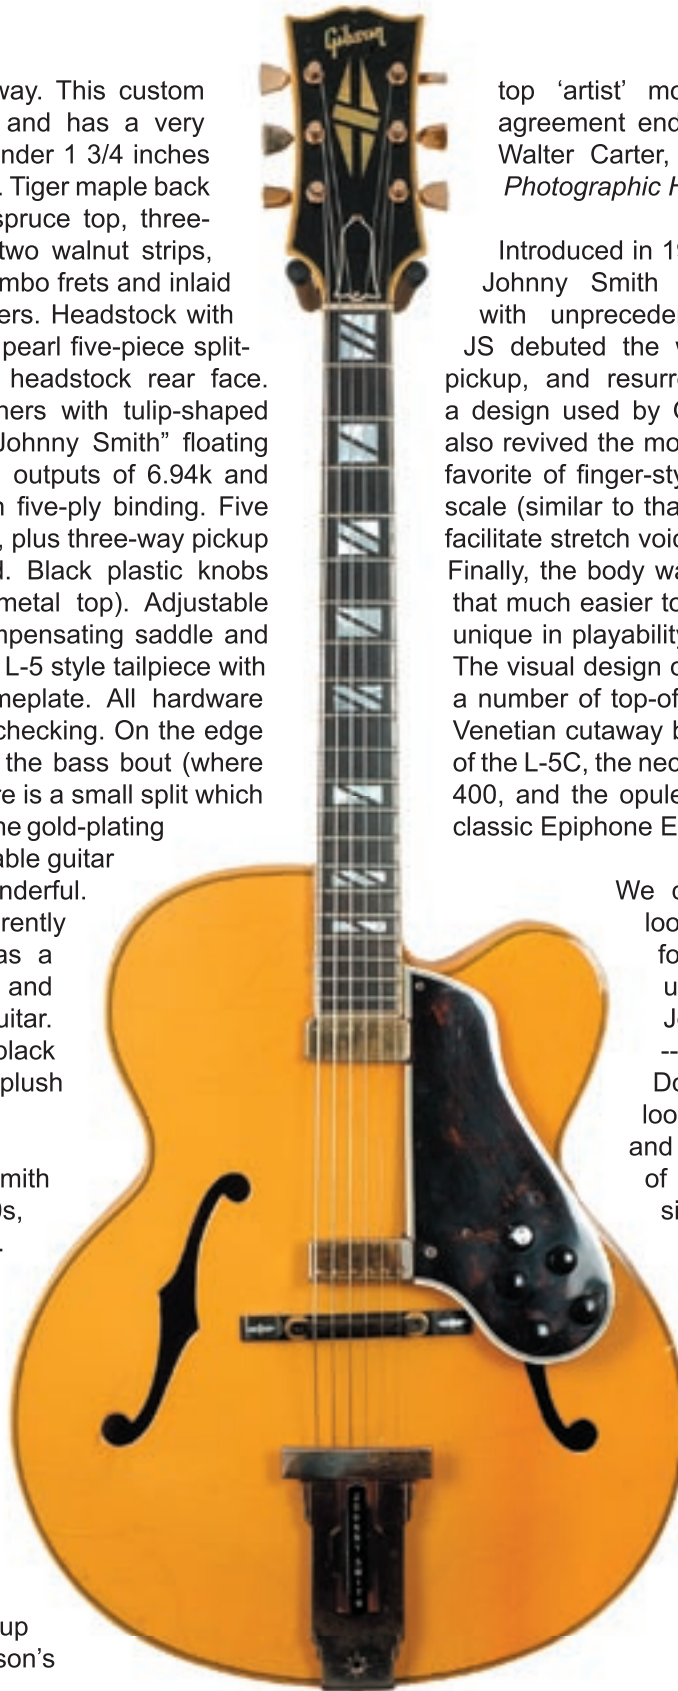 Gibson
way. This custom
and has a very
nder 1 3/4 inches
. Tiger maple back
spruce top, three-
two walnut strips,
mbo frets and inlaid
ers. Headstock with
pearl five-piece split-
headstock rear face.
ners with tulip-shaped
Johnny Smith” floating
outputs of 6.94k and
n five-ply binding. Five
, plus three-way pickup
d. Black plastic knobs
metal top). Adjustable
mpensating saddle and
L-5 style tailpiece with
meplate. All hardware
checking. On the edge
the bass bout (where
re is a small split which
he gold-plating
able guitar
nderful.
rently
as a
and
uitar.
black
plush
mith
0s,
.
up
son's
top ‘artist’ mo
agreement end
Walter Carter,
Photographic H
Introduced in 19
Johnny Smith
with unpreceden
JS debuted the w
pickup, and resurre
a design used by G
also revived the mo
favorite of finger-sty
scale (similar to tha
facilitate stretch voic
Finally, the body wa
that much easier to
unique in playability
The visual design o
a number of top-of
Venetian cutaway b
of the L-5C, the nec
400, and the opule
classic Epiphone E
We c
loo
fo
u
Jo
--
Do
loo
and
of
si
JOHNNY SMITH